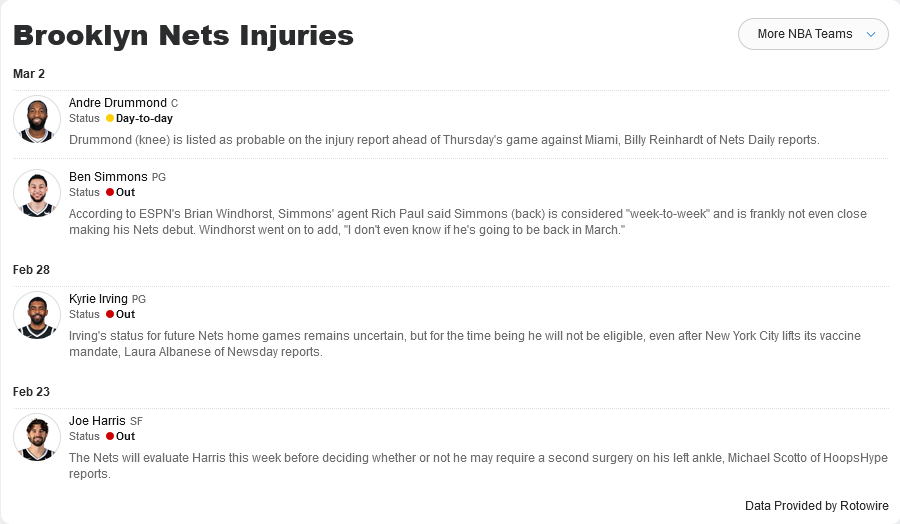 Brooklyn Nets Injuries
More NBA Teams
Mar 2
Andre Drummond C
Status Day-to-day
Drummond (knee) is listed as probable on the injury report ahead of Thursday's game against Miami, Billy Reinhardt of Nets Daily reports.
Ben Simmons PG
Status Out
According to ESPN's Brian Windhorst, Simmons' agent Rich Paul said Simmons (back) is considered "week-to-week" and is frankly not even close
making his Nets debut. Windhorst went on to add, "I don't even know if he's going to be back in March."
Feb 28
Kyrie Irving PG
Status Out
Irving's status for future Nets home games remains uncertain, but for the time being he will not be eligible, even after New York City lifts its vaccine
mandate, Laura Albanese of Newsday reports.
Feb 23
Joe Harris SF
Status Out
The Nets will evaluate Harris this week before deciding whether or not he may require a second surgery on his left ankle, Michael Scotto of HoopsHype
reports.
Data Provided by Rotowire